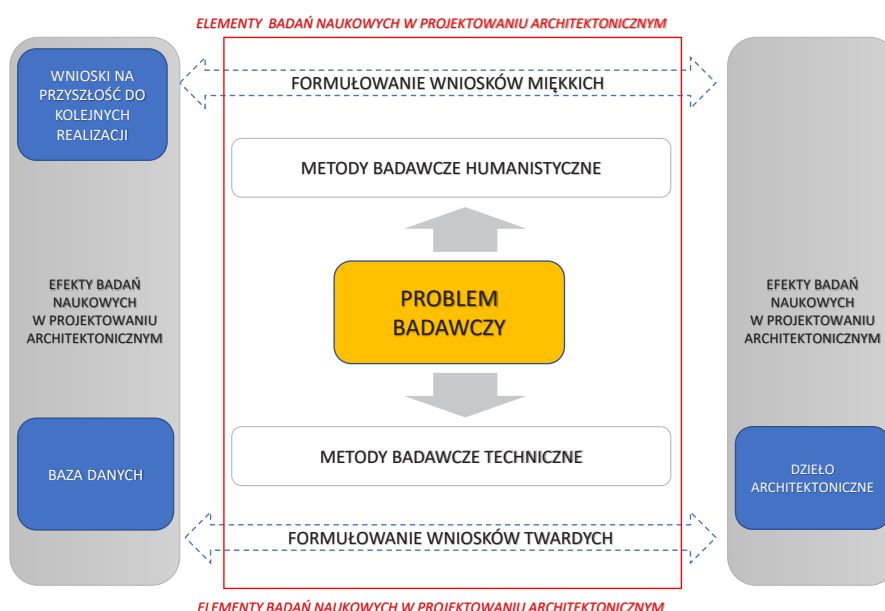 ELEMENTY BADAŃ NAUKOWYCH W PROJEKTOWANIU ARCHITEKTONICZNYM
WNIOSKI NA
PRZYSZŁOŚĆ DO
KOLEJNYCH
REALIZACJI
FORMUŁOWANIE WNIOSKÓW MIĘKKICH
METODY BADAWCZE HUMANISTYCZNE
EFEKTY BADAŃ
NAUKOWYCH
W PROJEKTOWANIU
ARCHITEKTONICZNYM
PROBLEM
BADAWCZY
EFEKTY BADAŃ
NAUKOWYCH
W PROJEKTOWANIU
ARCHITEKTONICZNYM
BAZA DANYCH
METODY BADAWCZE TECHNICZNE
DZIEŁO
ARCHITEKTONICZNE
FORMUŁOWANIE WNIOSKÓW TWARDYCH
ELEMENTY BADAŃ NAUKOWYCH W PROJEKTOWANIU ARCHITEKTONICZNYM